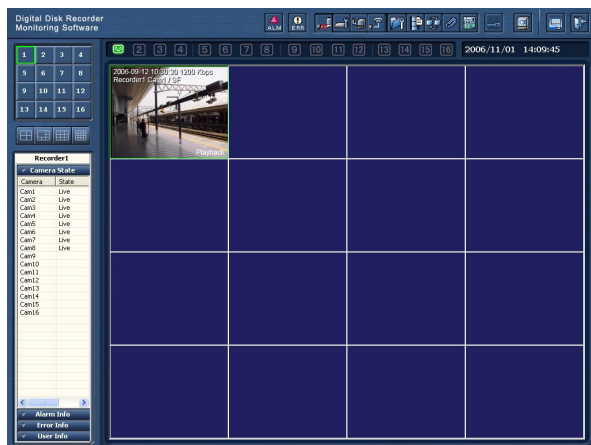 Digital Disk Recorder
Monitoring Software
ALM ERR
2 3 4 5 6 7 8 9 10 11 12 13 14 15 16 2006/11/01 14:09:45
1 2 3 4
5 6 7 8
9 10 11 12
13 14 15 16
2006-09-12 10:30:30 1200 Kbps
Recorder1 Cam1 / SF
Playback
Recorder1
Camera State
Camera State
Cam1 Live
Cam2 Live
Cam3 Live
Cam4 Live
Cam5 Live
Cam6 Live
Cam7 Live
Cam8 Live
Cam9
Cam10
Cam11
Cam12
Cam13
Cam14
Cam15
Cam16
Alarm Info
Error Info
User Info